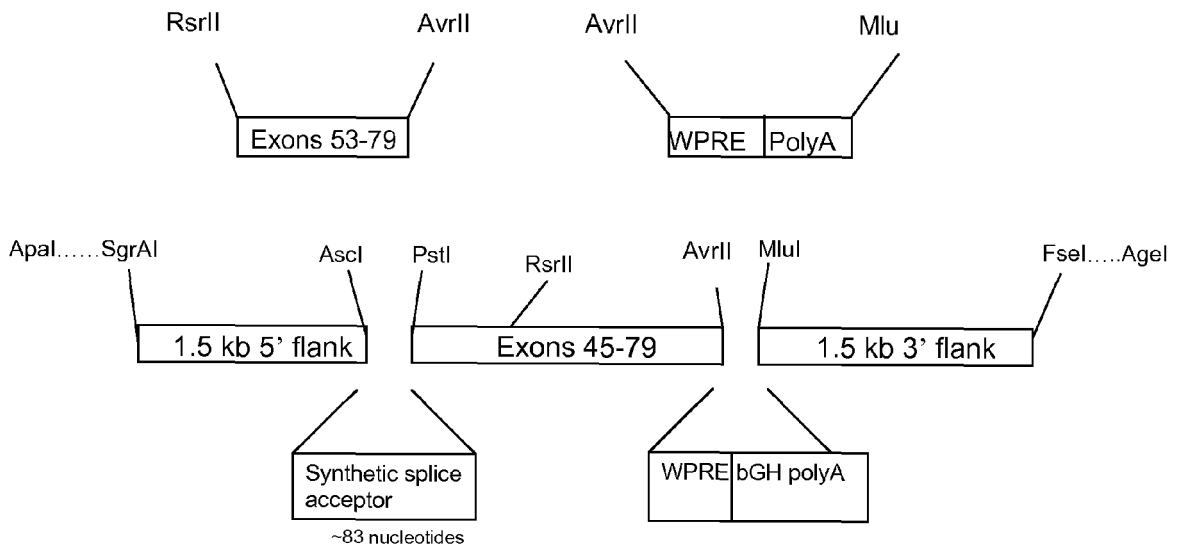 RsrII
AvrII
AvrII
Mlu
Exons 53-79
WPRE
PolyA
ApaI......SgrAI
AscI
PstI
RsrII
AvrII
MluI
FseI.....AgeI
1.5 kb 5' flank
Exons 45-79
1.5 kb 3' flank
Synthetic splice
acceptor
WPRE
bGH polyA
~83 nucleotides